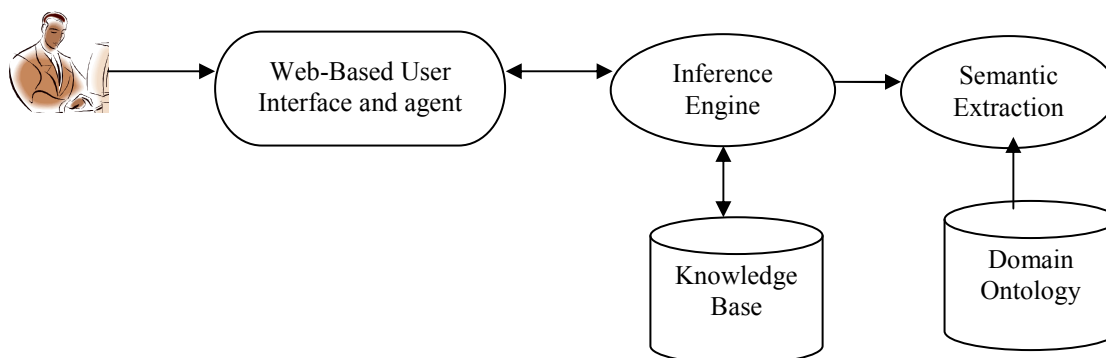 Web-Based User
Interface and agent
Inference
Engine
Semantic
Extraction
Knowledge
Base
Domain
Ontology